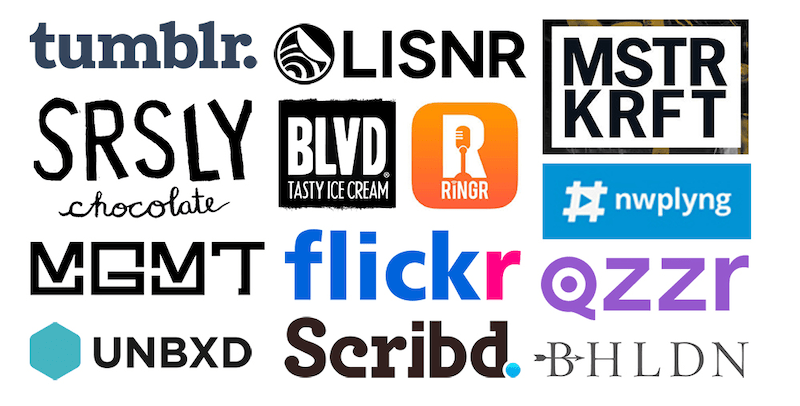 tumblr.
LISNR
MSTR
KRFT
SRSLY
chocolate
BLVD®
TASTY ICE CREAM
R
RINGR
nwplyng
MGMT
flickr
Qzzr
UNBXD
Scribd.
BHLDN